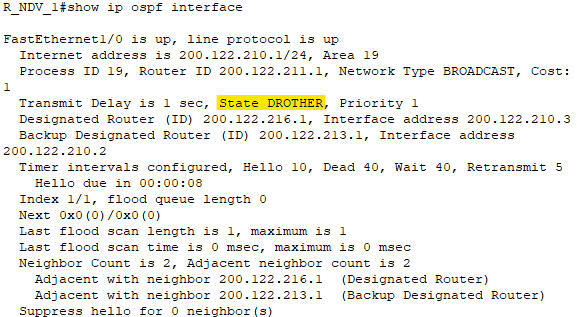 R_NDV_1#show ip ospf interface
FastEthernet1/0 is up, line protocol is up
Internet address is 200.122.210.1/24, Area 19
Process ID 19, Router ID 200.122.211.1, Network Type BROADCAST, Cost:
1
Transmit Delay is 1 sec, State DROTHER, Priority 1
Designated Router (ID) 200.122.216.1, Interface address 200.122.210.3
Backup Designated Router (ID) 200.122.213.1, Interface address
200.122.210.2
Timer intervals configured, Hello 10, Dead 40, Wait 40, Retransmit 5
Hello due in 00:00:08
Index 1/1, flood queue length 0
Next 0x0(0)/0x0(0)
Last flood scan length is 1, maximum is 1
Last flood scan time is 0 msec, maximum is 0 msec
Neighbor Count is 2, Adjacent neighbor count is 2
Adjacent with neighbor 200.122.216.1  (Designated Router)
Adjacent with neighbor 200.122.213.1  (Backup Designated Router)
Suppress hello for 0 neighbor(s)